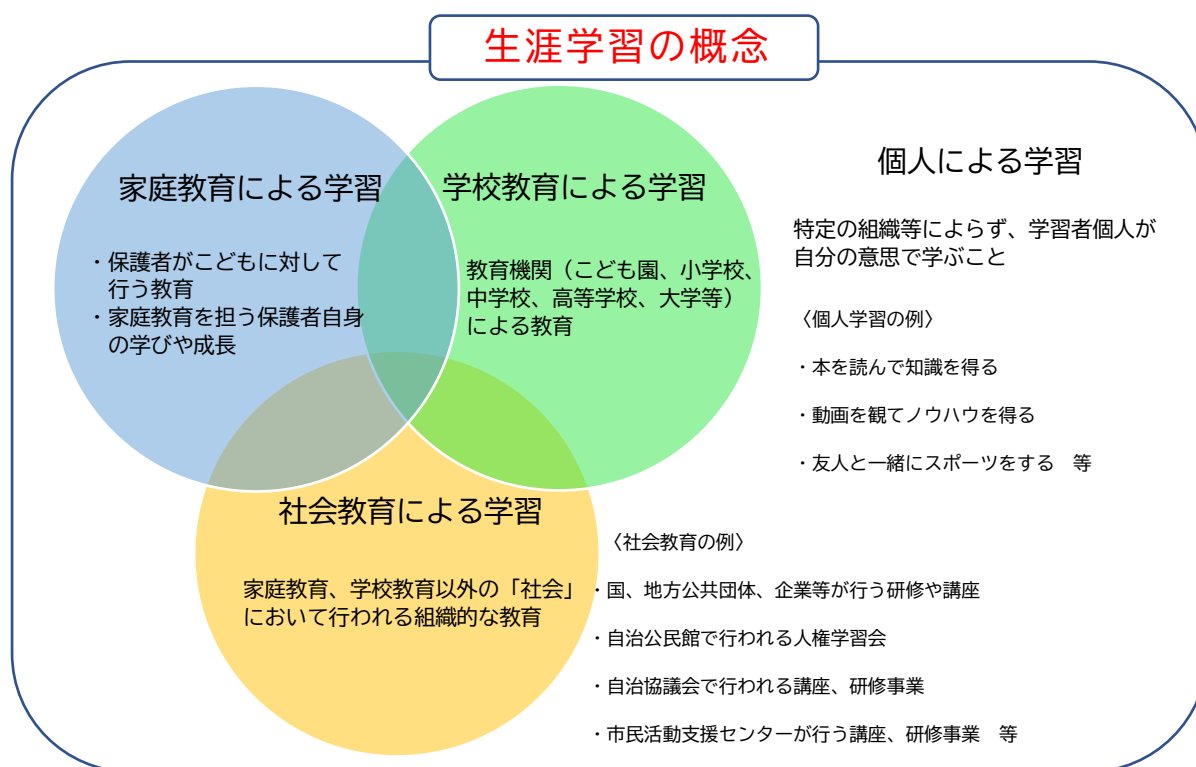 生涯学習の概念
家庭教育による学習
・保護者がこどもに対して
行う教育
・家庭教育を担う保護者自身
の学びや成長
学校教育による学習
教育機関（こども園、小学校、
中学校、高等学校、大学等）
による教育
個人による学習
特定の組織等によらず、学習者個人が
自分の意思で学ぶこと
〈個人学習の例〉
・本を読んで知識を得る
・動画を観てノウハウを得る
・友人と一緒にスポーツをする　等
社会教育による学習
家庭教育、学校教育以外の「社会」
において行われる組織的な教育
〈社会教育の例〉
・国、地方公共団体、企業等が行う研修や講座
・自治公民館で行われる人権学習会
・自治協議会で行われる講座、研修事業
・市民活動支援センターが行う講座、研修事業　等